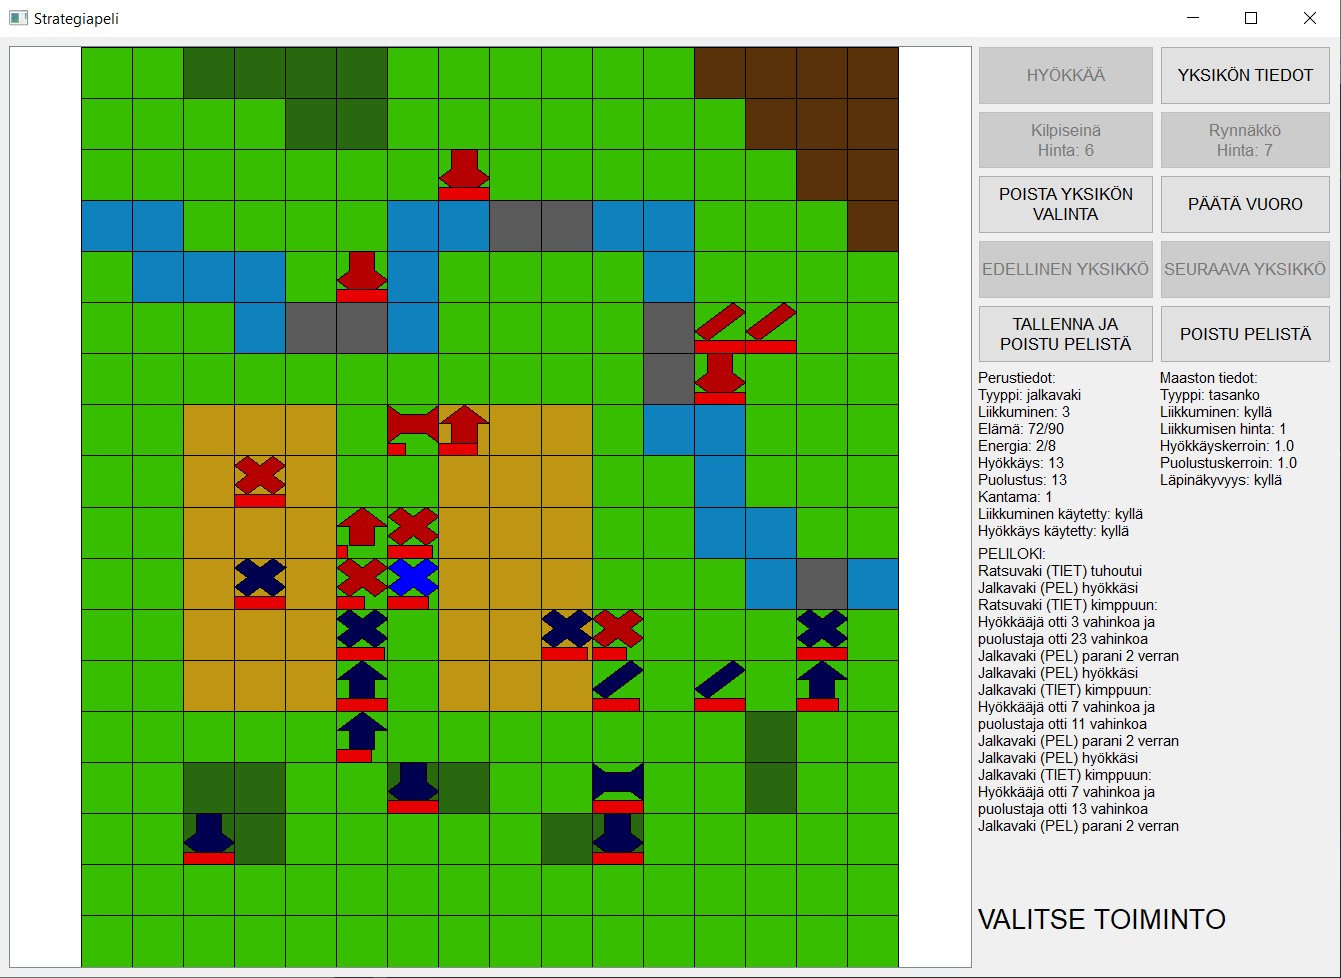 Strategiapeli
HYÖKKÄÄ
YKSIKÖN TIEDOT
Kilpiseinä
Hinta: 6
Rynnäkkö
Hinta: 7
POISTA YKSIKÖN
VALINTA
PÄÄTÄ VUORO
EDELLINEN YKSIKKÖ
SEURAAVA YKSIKKÖ
TALLENNA JA
POISTU PELISTÄ
POISTU PELISTÄ
Perustiedot:
Tyyppi: jalkavaki
Liikkuminen: 3
Elämä: 72/90
Energia: 2/8
Hyökkäys: 13
Puolustus: 13
Kantama: 1
Liikkuminen käytetty: kyllä
Hyökkäys käytetty: kyllä
Maaston tiedot:
Tyyppi: tasanko
Liikkuminen: kyllä
Liikkumisen hinta: 1
Hyökkäyskerroin: 1.0
Puolustuskerroin: 1.0
Läpinäkyvyys: kyllä
PELILOKI:
Ratsuvaki (TIET) tuhoutui
Jalkavaki (PEL) hyökkäsi
Ratsuvaki (TIET) kimppuun:
Hyökkääjä otti 3 vahinkoa ja
puolustaja otti 23 vahinkoa
Jalkavaki (PEL) parani 2 verran
Jalkavaki (PEL) hyökkäsi
Jalkavaki (TIET) kimppuun:
Hyökkääjä otti 7 vahinkoa ja
puolustaja otti 11 vahinkoa
Jalkavaki (PEL) parani 2 verran
Jalkavaki (PEL) hyökkäsi
Jalkavaki (TIET) kimppuun:
Hyökkääjä otti 7 vahinkoa ja
puolustaja otti 13 vahinkoa
Jalkavaki (PEL) parani 2 verran
VALITSE TOIMINTO